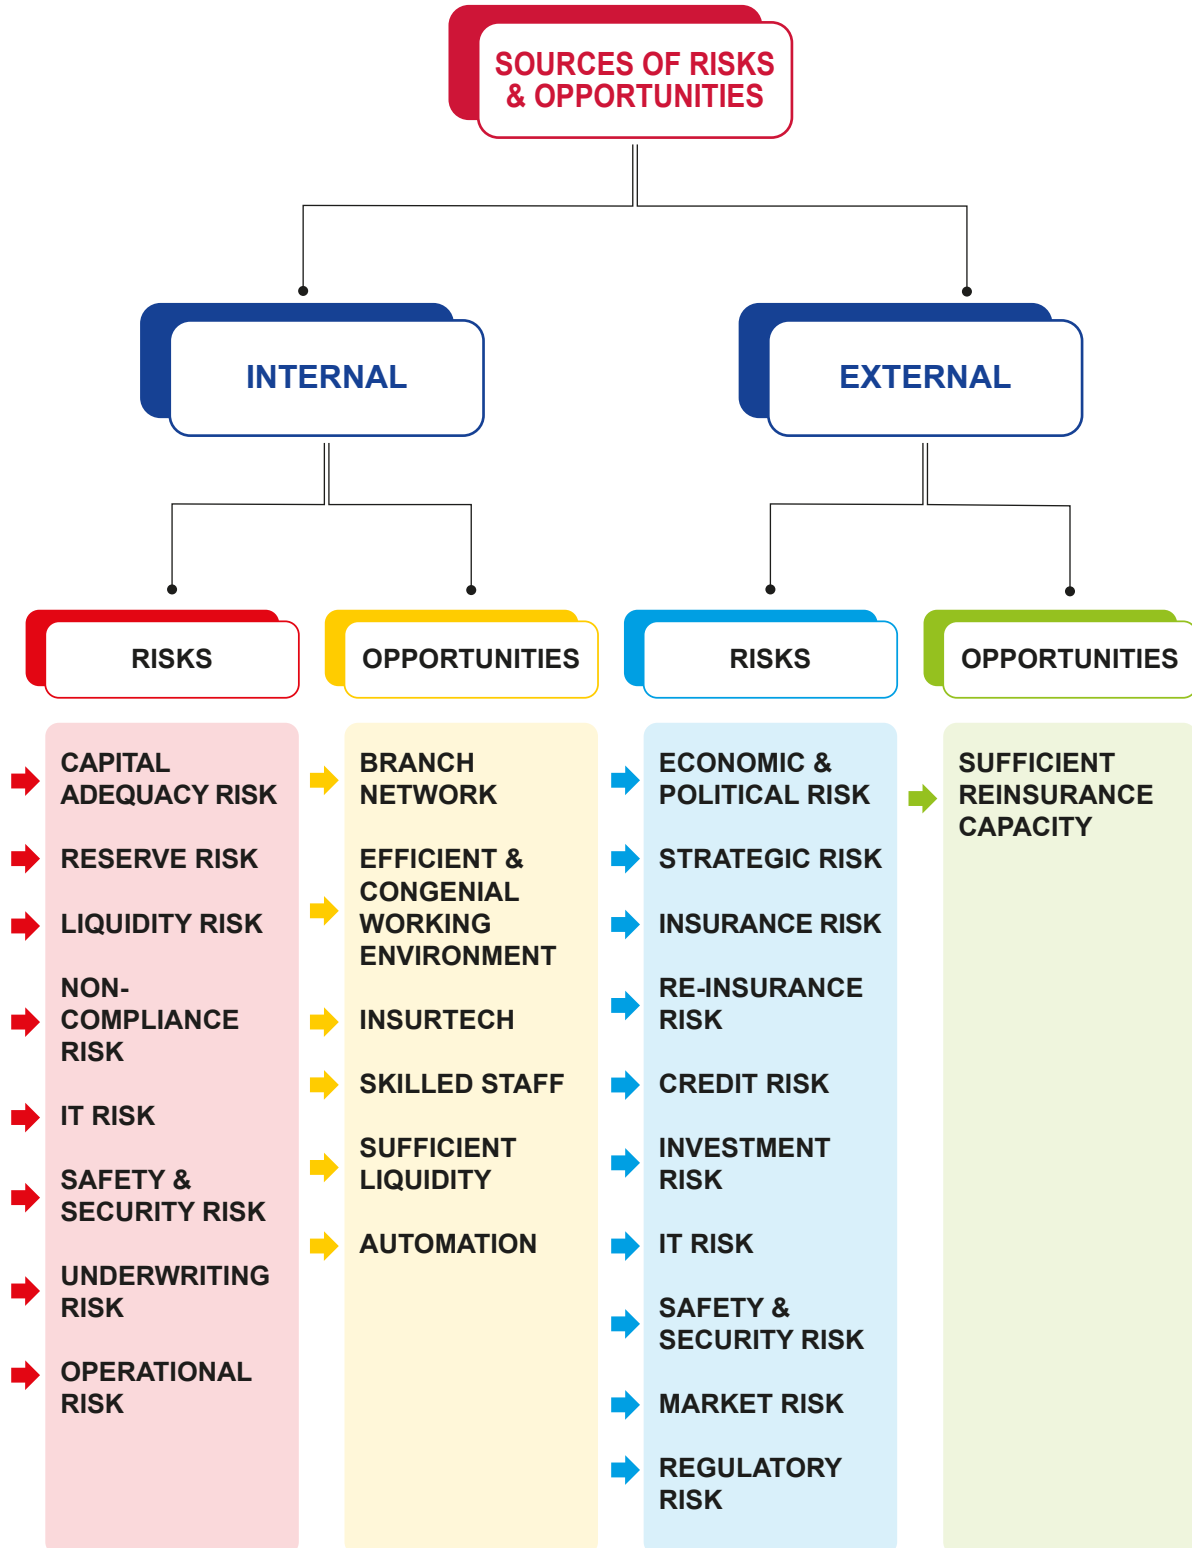 SOURCES OF RISKS
& OPPORTUNITIES
INTERNAL
EXTERNAL
RISKS
OPPORTUNITIES
RISKS
OPPORTUNITIES
CAPITAL
ADEQUACY RISK
RESERVE RISK
LIQUIDITY RISK
NON-
COMPLIANCE
RISK
IT RISK
SAFETY &
SECURITY RISK
UNDERWRITING
RISK
OPERATIONAL
RISK
BRANCH
NETWORK
EFFICIENT &
CONGENIAL
WORKING
ENVIRONMENT
INSURTECH
SKILLED STAFF
SUFFICIENT
LIQUIDITY
AUTOMATION
ECONOMIC &
POLITICAL RISK
STRATEGIC RISK
INSURANCE RISK
RE-INSURANCE
RISK
CREDIT RISK
INVESTMENT
RISK
IT RISK
SAFETY &
SECURITY RISK
MARKET RISK
REGULATORY
RISK
SUFFICIENT
REINSURANCE
CAPACITY